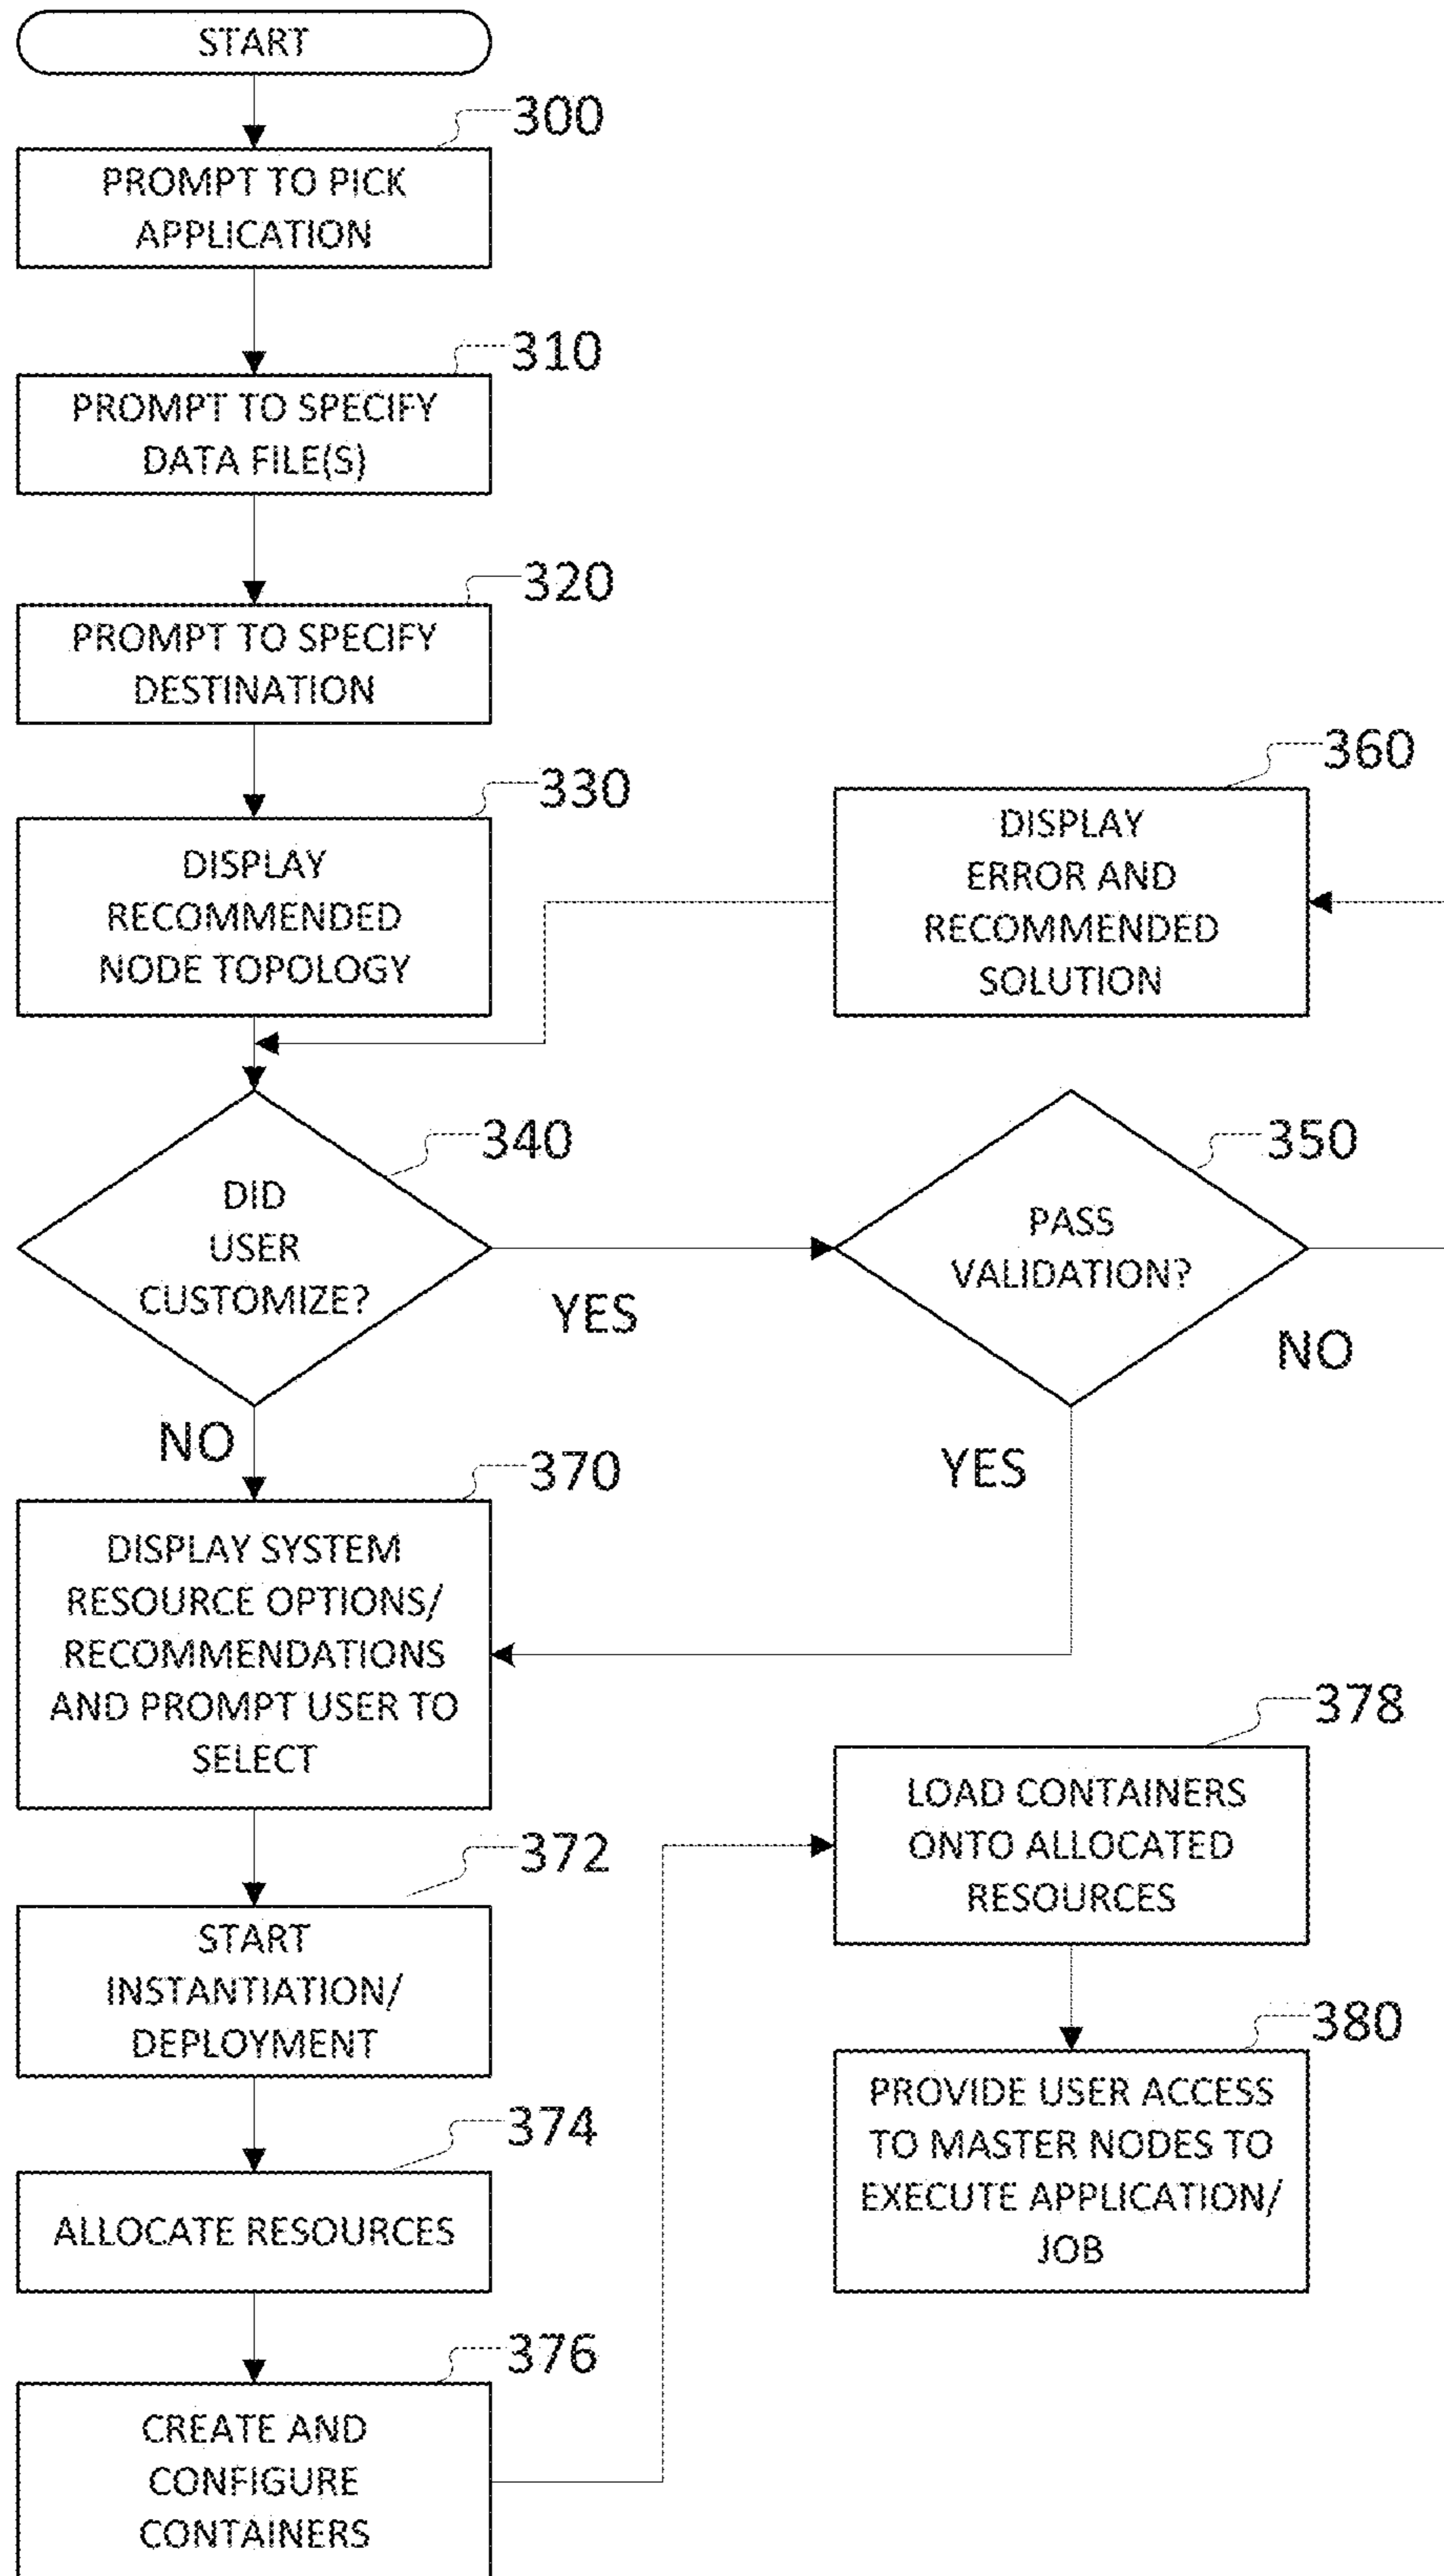 START
300
PROMPT TO PICK
APPLICATION
310
PROMPT TO SPECIFY
DATA FILE(S)
320
PROMPT TO SPECIFY
DESTINATION
330
DISPLAY
RECOMMENDED
NODE TOPOLOGY
360
DISPLAY
ERROR AND
RECOMMENDED
SOLUTION
340
DID
USER
CUSTOMIZE?
YES
NO
350
PASS
VALIDATION?
NO
YES
370
DISPLAY SYSTEM
RESOURCE OPTIONS/
RECOMMENDATIONS
AND PROMPT USER TO
SELECT
372
START
INSTANTIATION/
DEPLOYMENT
374
ALLOCATE RESOURCES
376
CREATE AND
CONFIGURE
CONTAINERS
378
LOAD CONTAINERS
ONTO ALLOCATED
RESOURCES
380
PROVIDE USER ACCESS
TO MASTER NODES TO
EXECUTE APPLICATION/
JOB